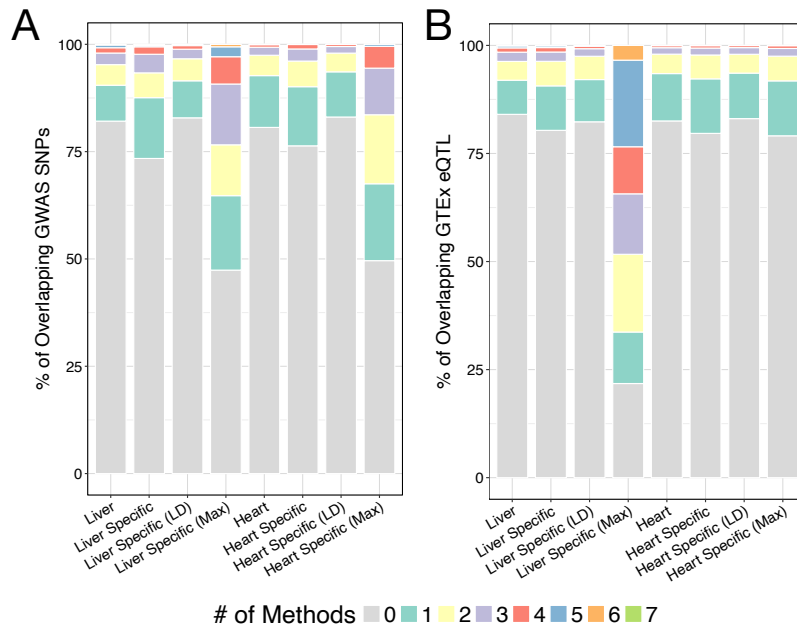 A
B
% of Overlapping GWAS SNPs
100
75
50
25
0
Liver
Liver Specific
Liver Specific (LD)
Liver Specific (Max)
Heart
Heart Specific
Heart Specific (LD)
Heart Specific (Max)
% of Overlapping GTEx eQTL
100
75
50
25
0
Liver
Liver Specific
Liver Specific (LD)
Liver Specific (Max)
Heart
Heart Specific
Heart Specific (LD)
Heart Specific (Max)
# of Methods 0 1 2 3 4 5 6 7